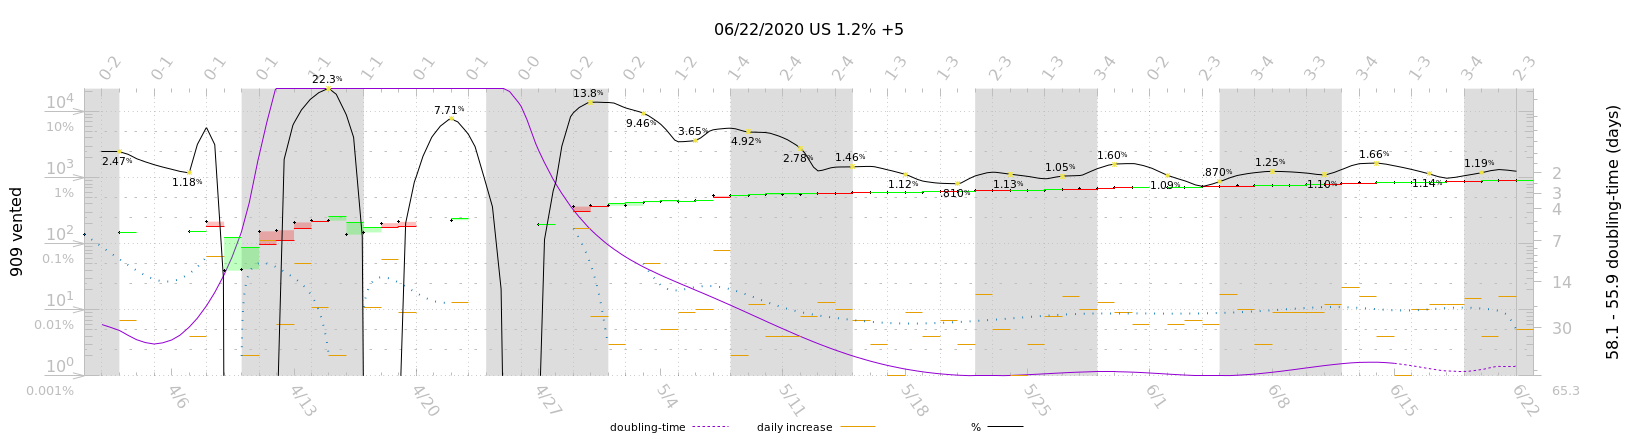 06/22/2020 US 1.2% +5
0-2 0-1 0-1 0-1 1-1 1-1 0-1 0-1 0-0 0-2 0-2 1-2 1-4 2-4 2-4 1-3 1-3 2-3 1-3 3-4 0-2 2-3 3-4 3-4 3-4 1-3 3-4 2-3
909 vented
10⁴
10%
10³
1%
10²
0.1%
10¹
0.01%
10⁰
0.001%
2.47% 1.18% 22.3% 7.71% 13.8% 9.46% 3.65% 4.92% 2.78% 1.46% 1.12% .810% 1.13% 1.05% 1.60% 1.09% .870% 1.25% 1.10% 1.66% 1.14% 1.19%
2
3
4
7
14
30
65.3
58.1 - 55.9 doubling-time (days)
4/6 4/13 4/20 4/27 5/4 5/11 5/18 5/25 6/1 6/8 6/15 6/22
doubling-time daily increase %